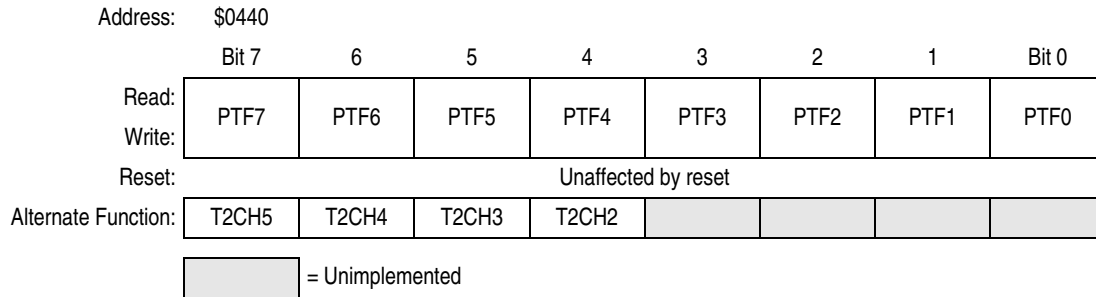 Address: $0440
Bit 7 6 5 4 3 2 1 Bit 0
Read:
PTF7 PTF6 PTF5 PTF4 PTF3 PTF2 PTF1 PTF0
Write:
Reset: Unaffected by reset
Alternate Function: T2CH5 T2CH4 T2CH3 T2CH2
= Unimplemented